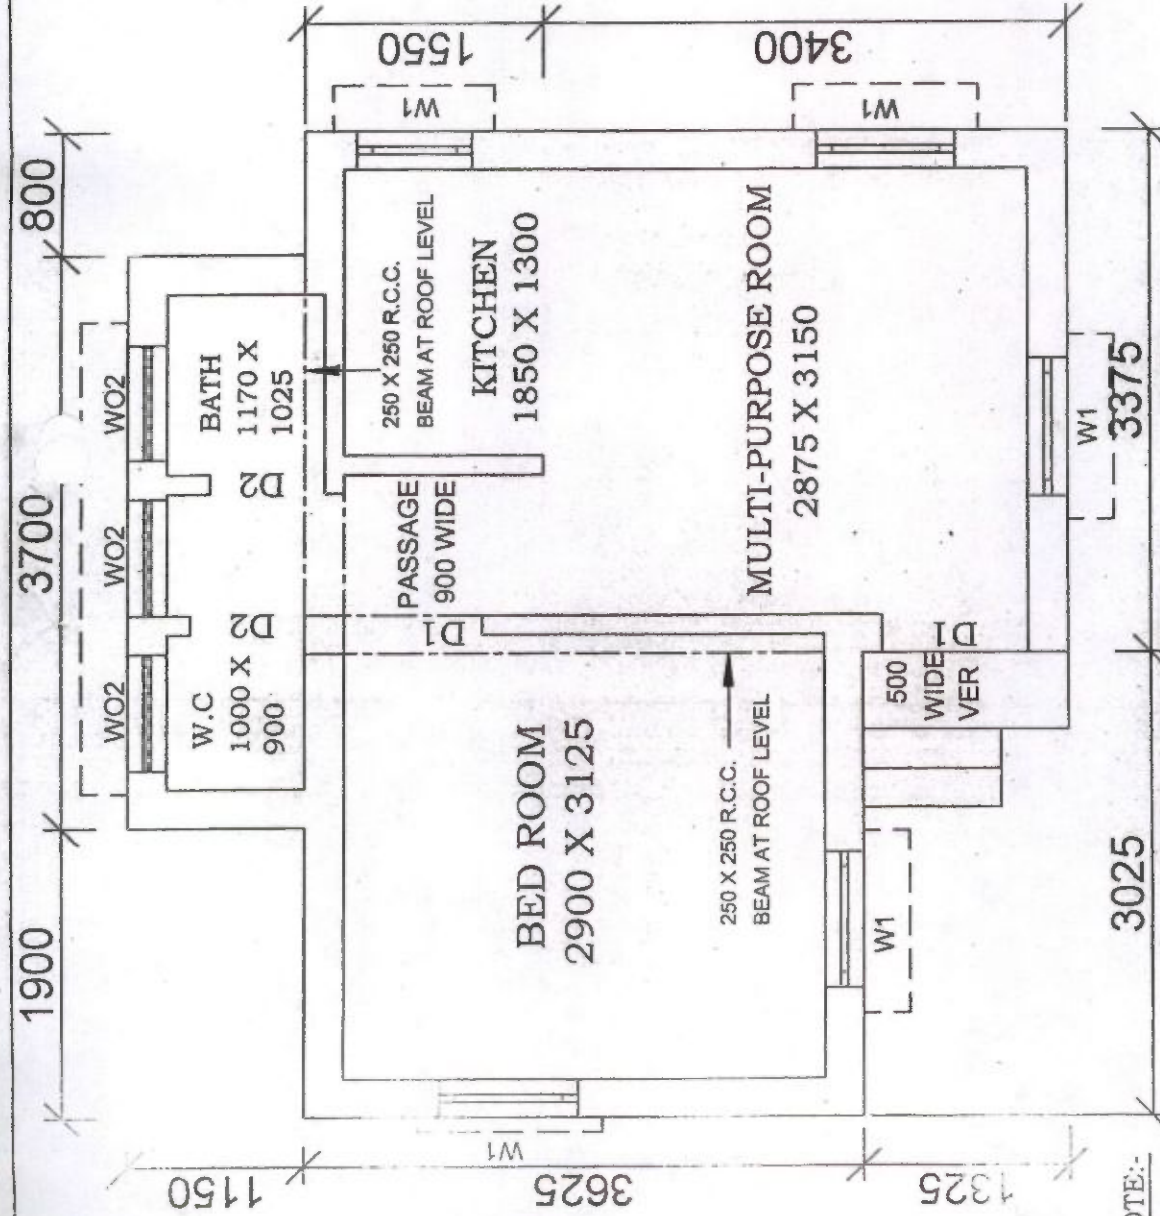 1900
3700
800
WO2
WO2
WO2
W.C
1000 X
900
D2
D2
BATH
1170 X
1025
1550
3400
W1
W1
250 X 250 R.C.C.
BEAM AT ROOF LEVEL
KITCHEN
1850 X 1300
PASSAGE
900 WIDE
D1
BED ROOM
2900 X 3125
MULTI-PURPOSE ROOM
2875 X 3150
250 X 250 R.C.C.
BEAM AT ROOF LEVEL
500
WIDE
VER
D1
W1
W1
W1
1150
3625
1325
3025
3375
OTE:-